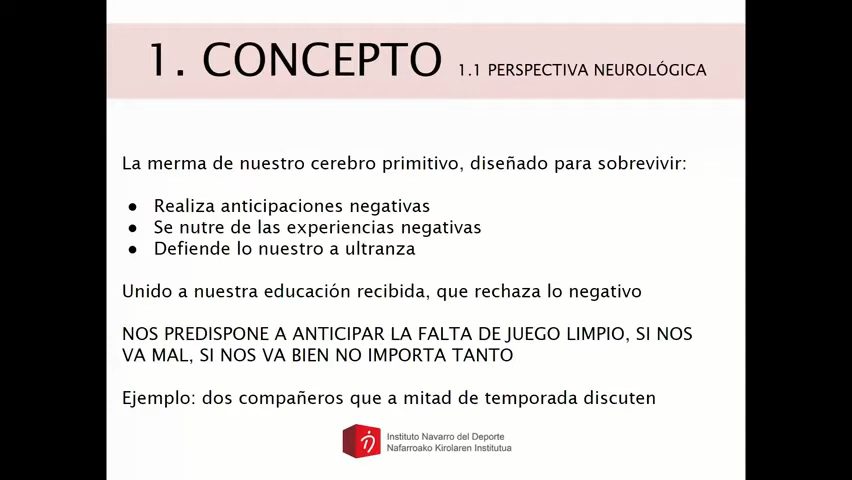 1. CONCEPTO 1.1 PERSPECTIVA NEUROLÓGICA
La merma de nuestro cerebro primitivo, diseñado para sobrevivir:
● Realiza anticipaciones negativas
● Se nutre de las experiencias negativas
● Defiende lo nuestro a ultranza
Unido a nuestra educación recibida, que rechaza lo negativo
NOS PREDISPONE A ANTICIPAR LA FALTA DE JUEGO LIMPIO, SI NOS
VA MAL, SI NOS VA BIEN NO IMPORTA TANTO
Ejemplo: dos compañeros que a mitad de temporada discuten
Instituto Navarro del Deporte
Nafarroako Kirolaren Institutua